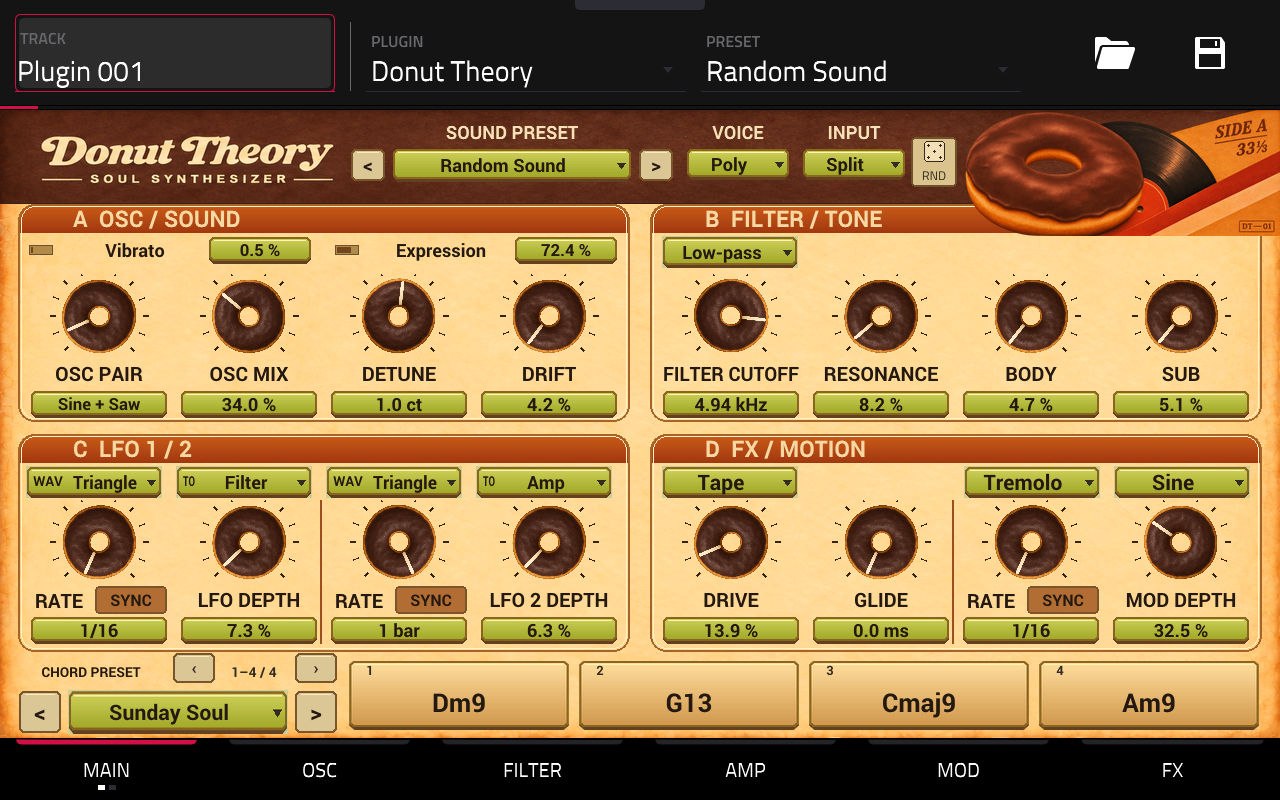 TRACK
Plugin 001
PLUGIN
Donut Theory
PRESET
Random Sound
Donut Theory
SOUL SYNTHESIZER
SOUND PRESET
< Random Sound >
VOICE
Poly
INPUT
Split
RND
SIDE A
33⅓
DT—01
A OSC / SOUND
Vibrato 0.5 % Expression 72.4 %
OSC PAIR OSC MIX DETUNE DRIFT
Sine + Saw 34.0 % 1.0 ct 4.2 %
B FILTER / TONE
Low-pass
FILTER CUTOFF RESONANCE BODY SUB
4.94 kHz 8.2 % 4.7 % 5.1 %
C LFO 1 / 2
WAV Triangle TO Filter WAV Triangle TO Amp
RATE SYNC LFO DEPTH RATE SYNC LFO 2 DEPTH
1/16 7.3 % 1 bar 6.3 %
D FX / MOTION
Tape Tremolo Sine
DRIVE GLIDE RATE SYNC MOD DEPTH
13.9 % 0.0 ms 1/16 32.5 %
CHORD PRESET ‹ 1–4 / 4 ›
< Sunday Soul >
1 Dm9
2 G13
3 Cmaj9
4 Am9
MAIN OSC FILTER AMP MOD FX